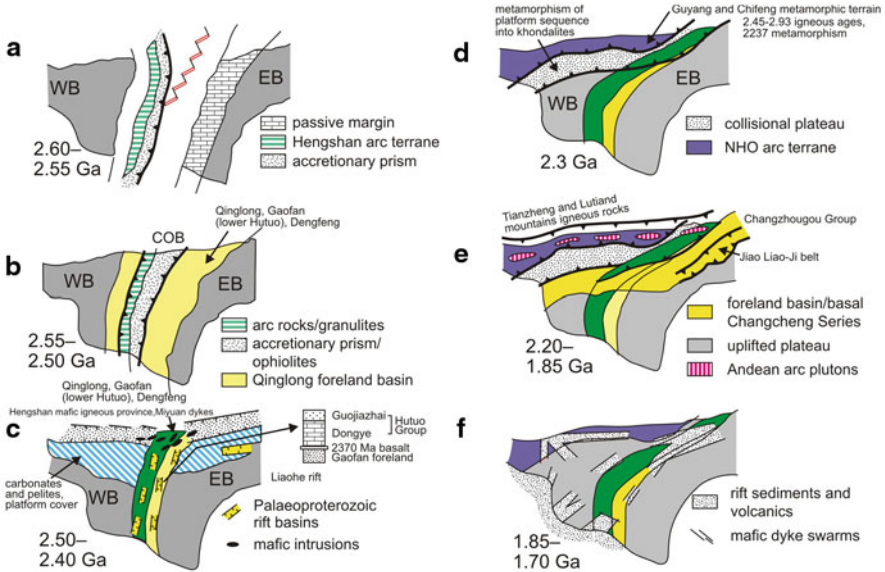 a
WB
EB
passive margin
Hengshan arc terrane
accretionary prism
2.60–
2.55 Ga
b
COB
Qinglong, Gaofan
(lower Hutuo), Dengfeng
WB
EB
2.55–
2.50 Ga
arc rocks/granulites
accretionary prism/
ophiolites
Qinglong foreland basin
Qinglong, Gaofan
(lower Hutuo), Dengfeng
Hengshan mafic igneous province,Miyuan dykes
c
Guojiazhai
Dongye
Hutuo
Group
2370 Ma basalt
Gaofan foreland
Liaohe rift
carbonates
and pelites,
platform cover
WB
EB
Palaeoproterozoic
rift basins
mafic intrusions
2.50–
2.40 Ga
d
metamorphism of
platform sequence
into khondalites
Guyang and Chifeng metamorphic terrain
2.45-2.93 igneous ages,
2237 metamorphism
WB
EB
2.3 Ga
collisional plateau
NHO arc terrane
e
Tianzheng and Lutiand
mountains igneous rocks
Changzhougou Group
Jiao Liao-Ji belt
2.20–
1.85 Ga
foreland basin/basal
Changcheng Series
uplifted plateau
Andean arc plutons
f
rift sediments and
volcanics
mafic dyke swarms
1.85–
1.70 Ga